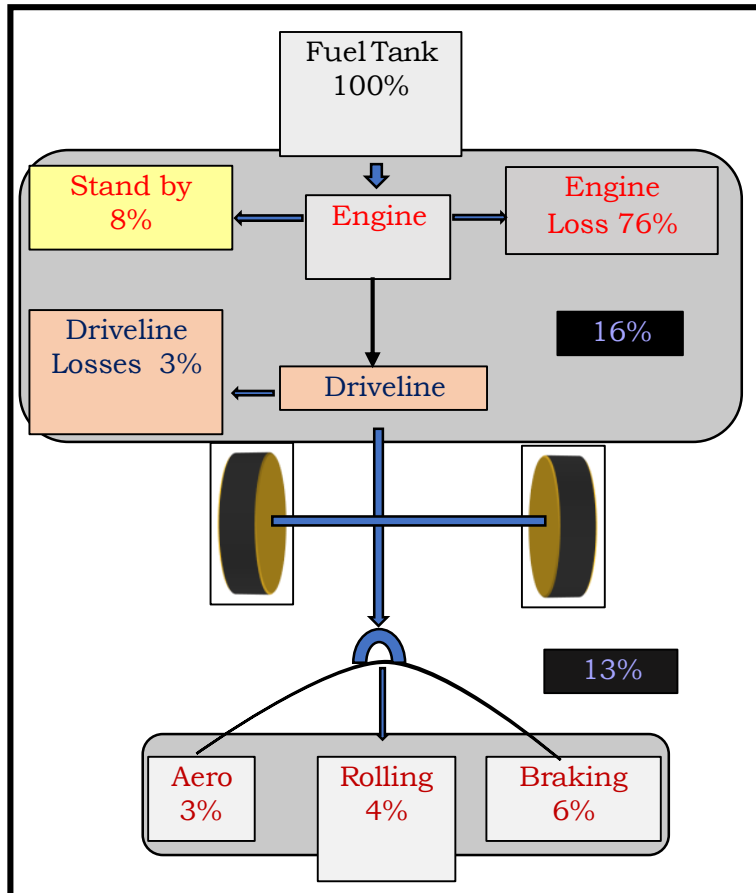 Fuel Tank
100%
Stand by
8%
Engine
Engine
Loss 76%
Driveline
Losses 3%
16%
Driveline
13%
Aero
3%
Rolling
4%
Braking
6%